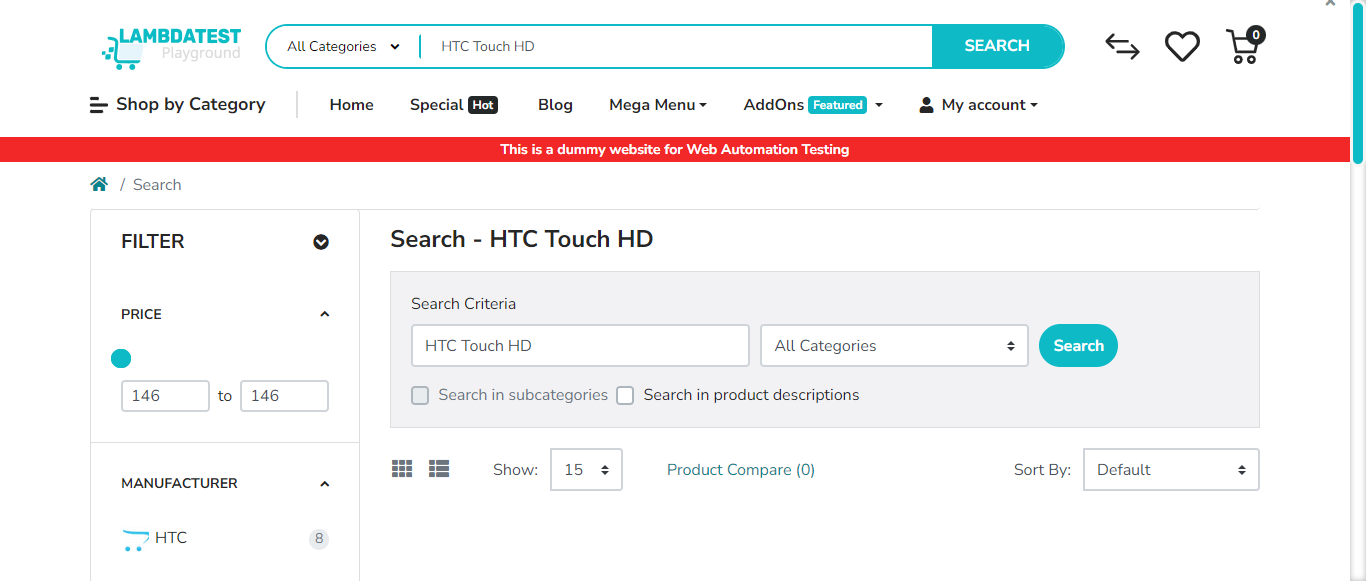 LAMBDATEST
Playground
All Categories HTC Touch HD SEARCH 0
Shop by Category Home Special Hot Blog Mega Menu AddOns Featured My account
This is a dummy website for Web Automation Testing
/ Search
FILTER
PRICE
146 to 146
MANUFACTURER
HTC 8
Search - HTC Touch HD
Search Criteria
HTC Touch HD All Categories Search
Search in subcategories Search in product descriptions
Show: 15 Product Compare (0) Sort By: Default